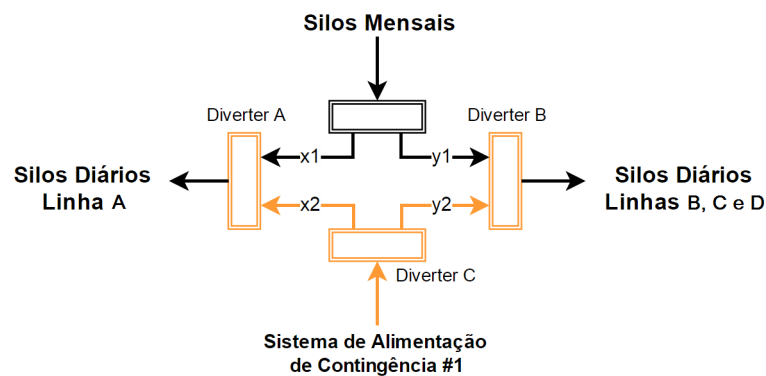 Silos Mensais
Diverter A
Diverter B
x1
y1
Silos Diários
Linha A
Silos Diários
Linhas B, C e D
x2
y2
Diverter C
Sistema de Alimentação
de Contingência #1